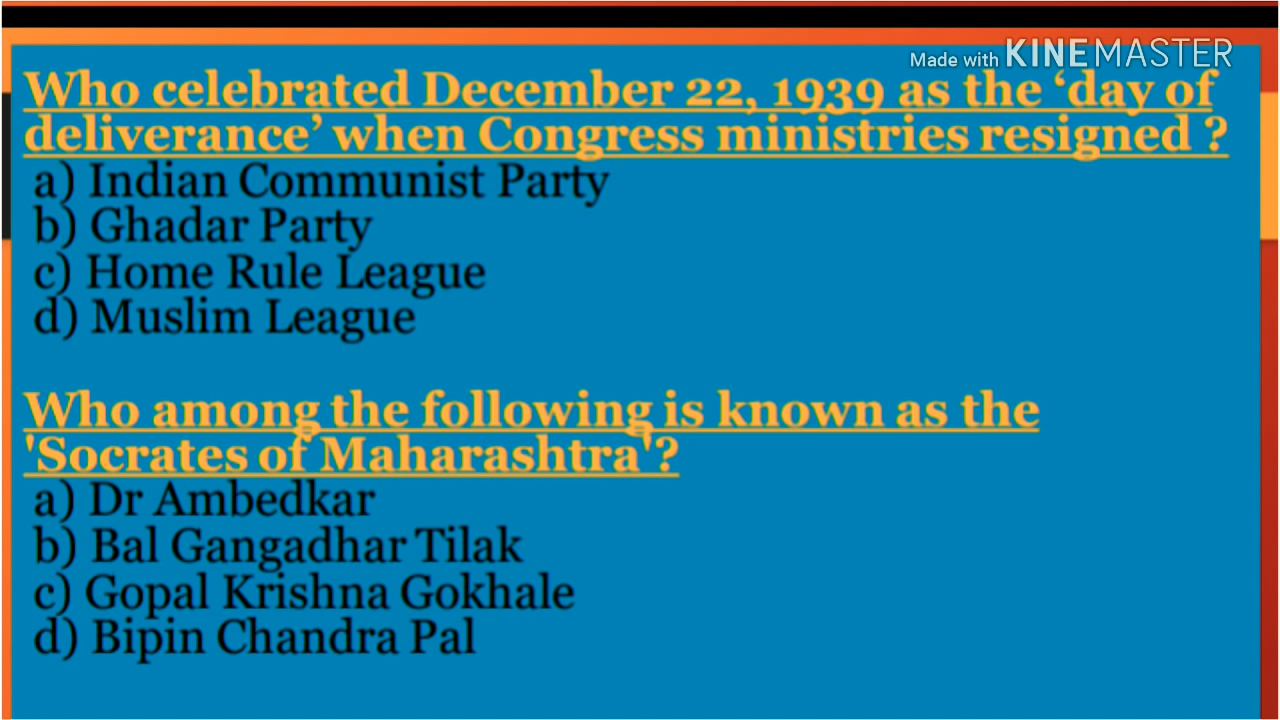 Made with KINEMASTER
Who celebrated December 22, 1939 as the ‘day of
deliverance’ when Congress ministries resigned ?
a) Indian Communist Party
b) Ghadar Party
c) Home Rule League
d) Muslim League
Who among the following is known as the
'Socrates of Maharashtra'?
a) Dr Ambedkar
b) Bal Gangadhar Tilak
c) Gopal Krishna Gokhale
d) Bipin Chandra Pal